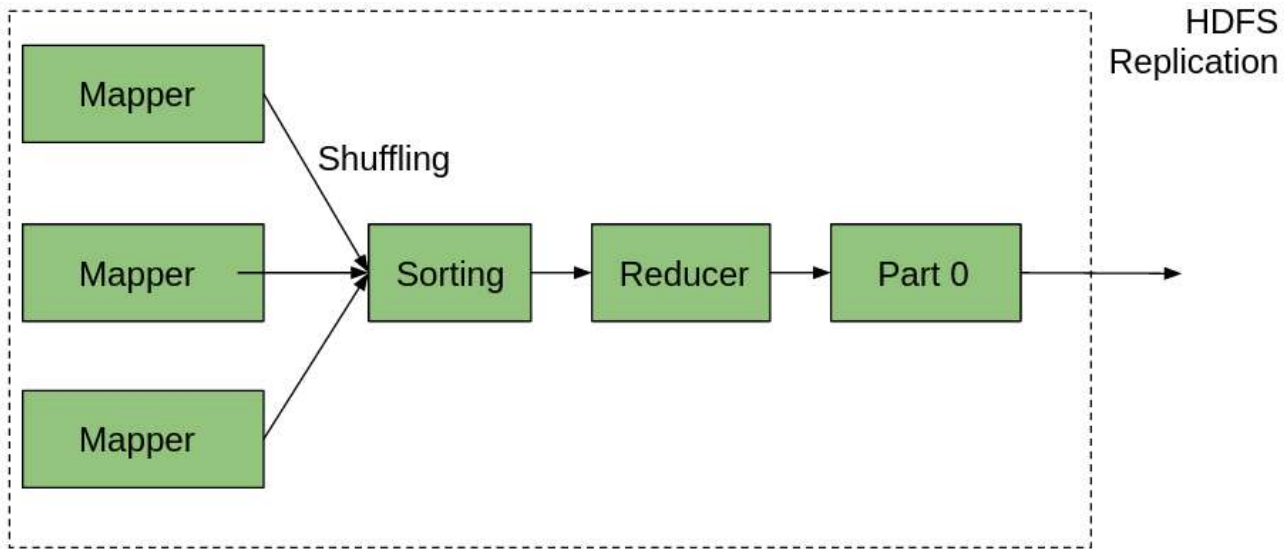 HDFS
Replication
Mapper
Shuffling
Mapper
Sorting
Reducer
Part 0
Mapper